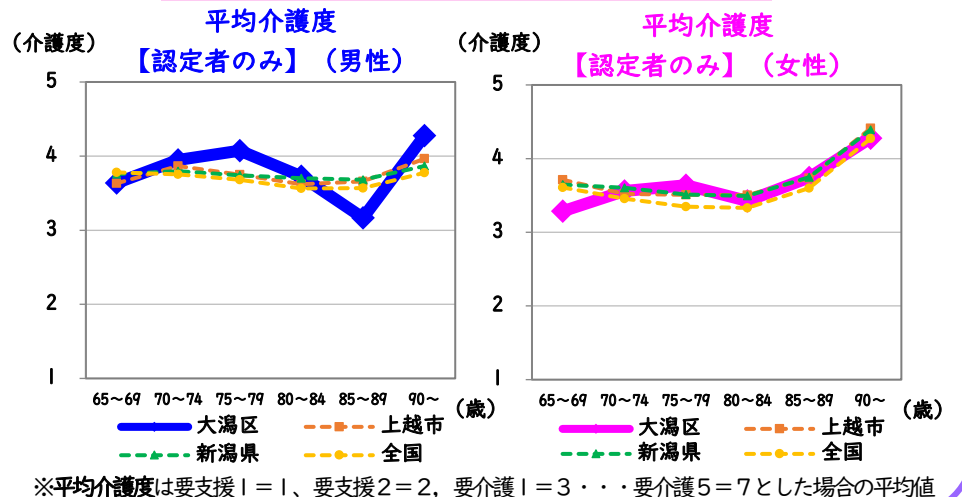 平均介護度
【認定者のみ】（男性）
（介護度）
5
4
3
2
1
65～69 70～74 75～79 80～84 85～89 90～
（歳）
大潟区 上越市
新潟県 全国
平均介護度
【認定者のみ】（女性）
（介護度）
5
4
3
2
1
65～69 70～74 75～79 80～84 85～89 90～
（歳）
大潟区 上越市
新潟県 全国
※平均介護度は要支援１＝１、要支援２＝２，要介護１＝３・・・要介護５＝７とした場合の平均値